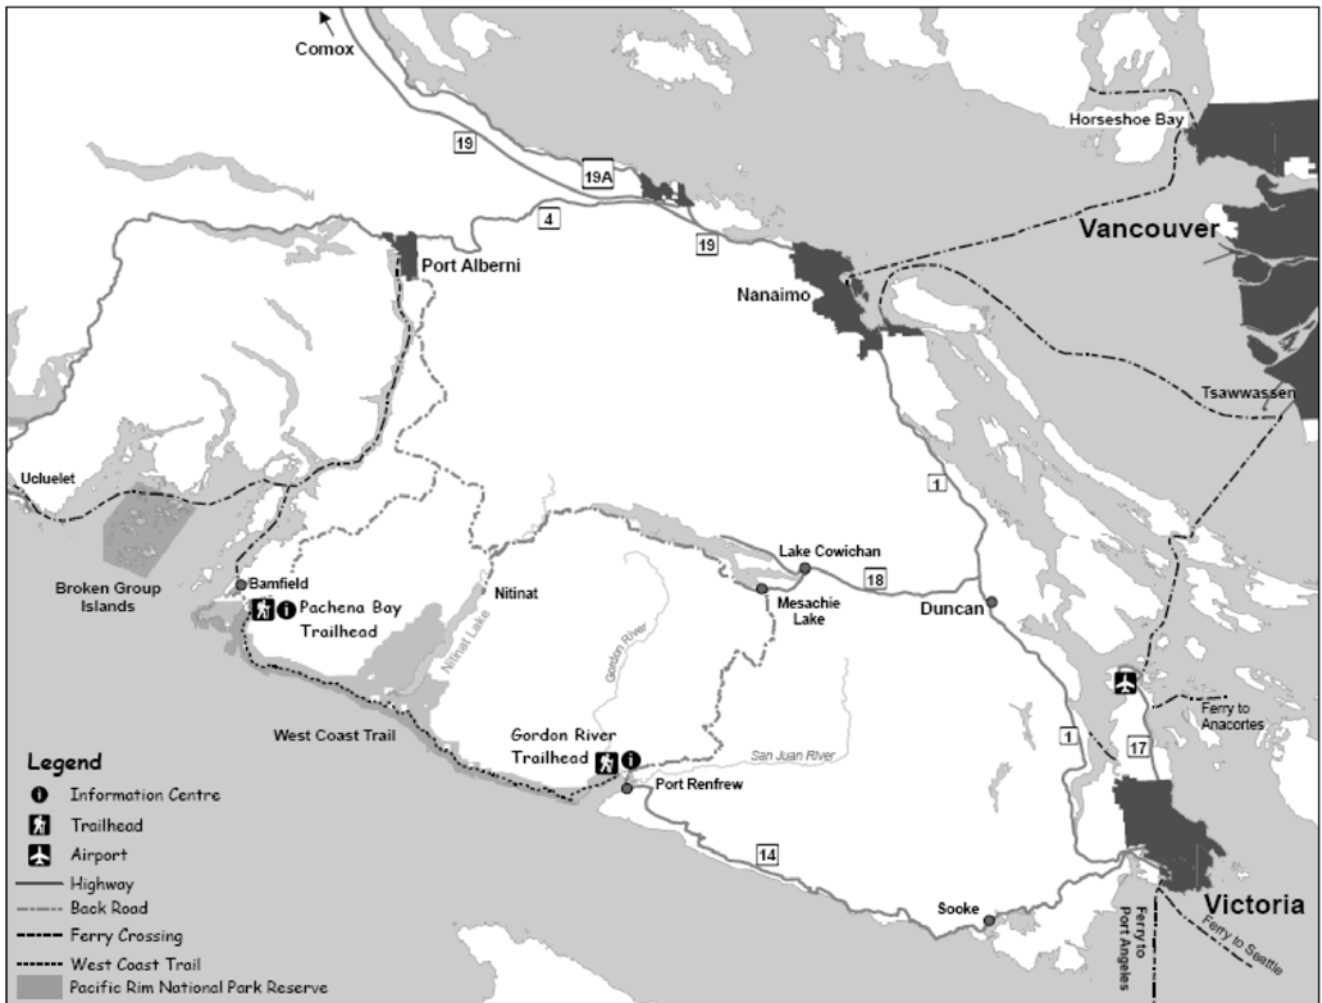 Comox
19
19A
4
19
Horseshoe Bay
Vancouver
Port Alberni
Nanaimo
Tsawwassen
Ucluelet
1
Broken Group
Islands
Bamfield
Pachena Bay
Trailhead
Nitinat
Nitinat Lake
Gordon River
Lake Cowichan
18
Mesachie
Lake
Duncan
West Coast Trail
Gordon River
Trailhead
San Juan River
Port Renfrew
1
17
Ferry to
Anacortes
14
Sooke
Victoria
Ferry to
Port Angeles
Ferry to Seattle
Legend
Information Centre
Trailhead
Airport
Highway
Back Road
Ferry Crossing
West Coast Trail
Pacific Rim National Park Reserve